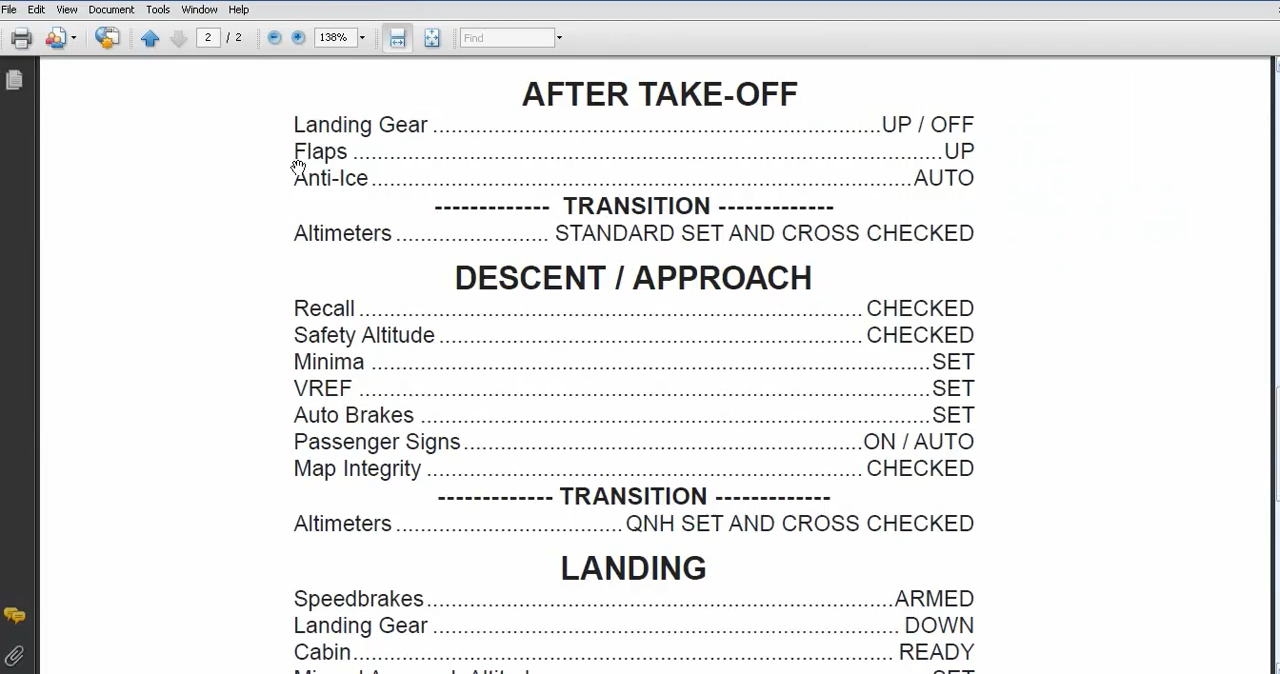 File Edit View Document Tools Window Help
2 / 2 138% Find
AFTER TAKE-OFF
Landing Gear ............................................................UP / OFF
Flaps ...............................................................................UP
Anti-Ice.........................................................................AUTO
------------- TRANSITION -------------
Altimeters ......................... STANDARD SET AND CROSS CHECKED
DESCENT / APPROACH
Recall .................................................................... CHECKED
Safety Altitude ......................................................... CHECKED
Minima ...........................................................................SET
VREF .............................................................................SET
Auto Brakes ....................................................................SET
Passenger Signs......................................................ON / AUTO
Map Integrity ........................................................... CHECKED
------------- TRANSITION -------------
Altimeters ...............................QNH SET AND CROSS CHECKED
LANDING
Speedbrakes...............................................................ARMED
Landing Gear ............................................................... DOWN
Cabin......................................................................... READY